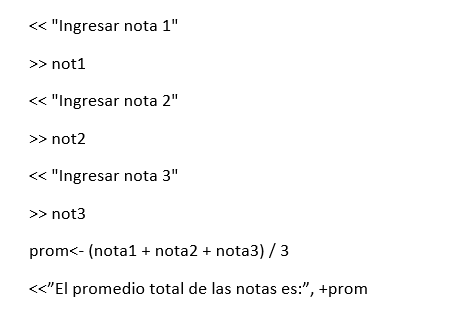 << "Ingresar nota 1"
>> not1
<< "Ingresar nota 2"
>> not2
<< "Ingresar nota 3"
>> not3
prom<- (nota1 + nota2 + nota3) / 3
<<”El promedio total de las notas es:”, +prom